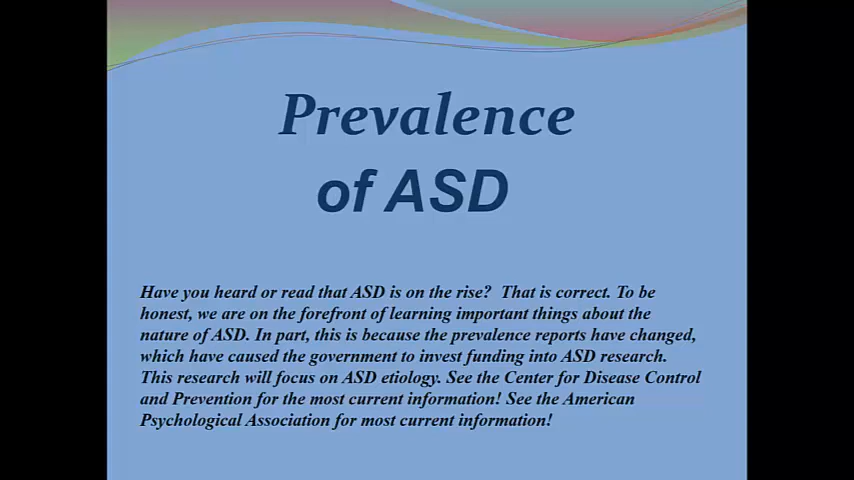 Prevalence
of ASD
Have you heard or read that ASD is on the rise? That is correct. To be
honest, we are on the forefront of learning important things about the
nature of ASD. In part, this is because the prevalence reports have changed,
which have caused the government to invest funding into ASD research.
This research will focus on ASD etiology. See the Center for Disease Control
and Prevention for the most current information! See the American
Psychological Association for most current information!